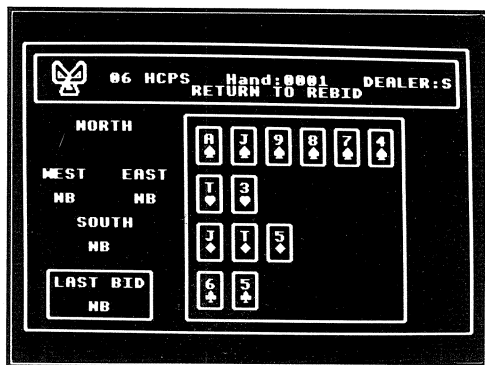 06 HCPS Hand:0001 DEALER:S
RETURN TO REBID
NORTH
WEST EAST
NB NB
SOUTH
NB
LAST BID
NB
A J 9 8 7 4
T 3
J T 5
6 5